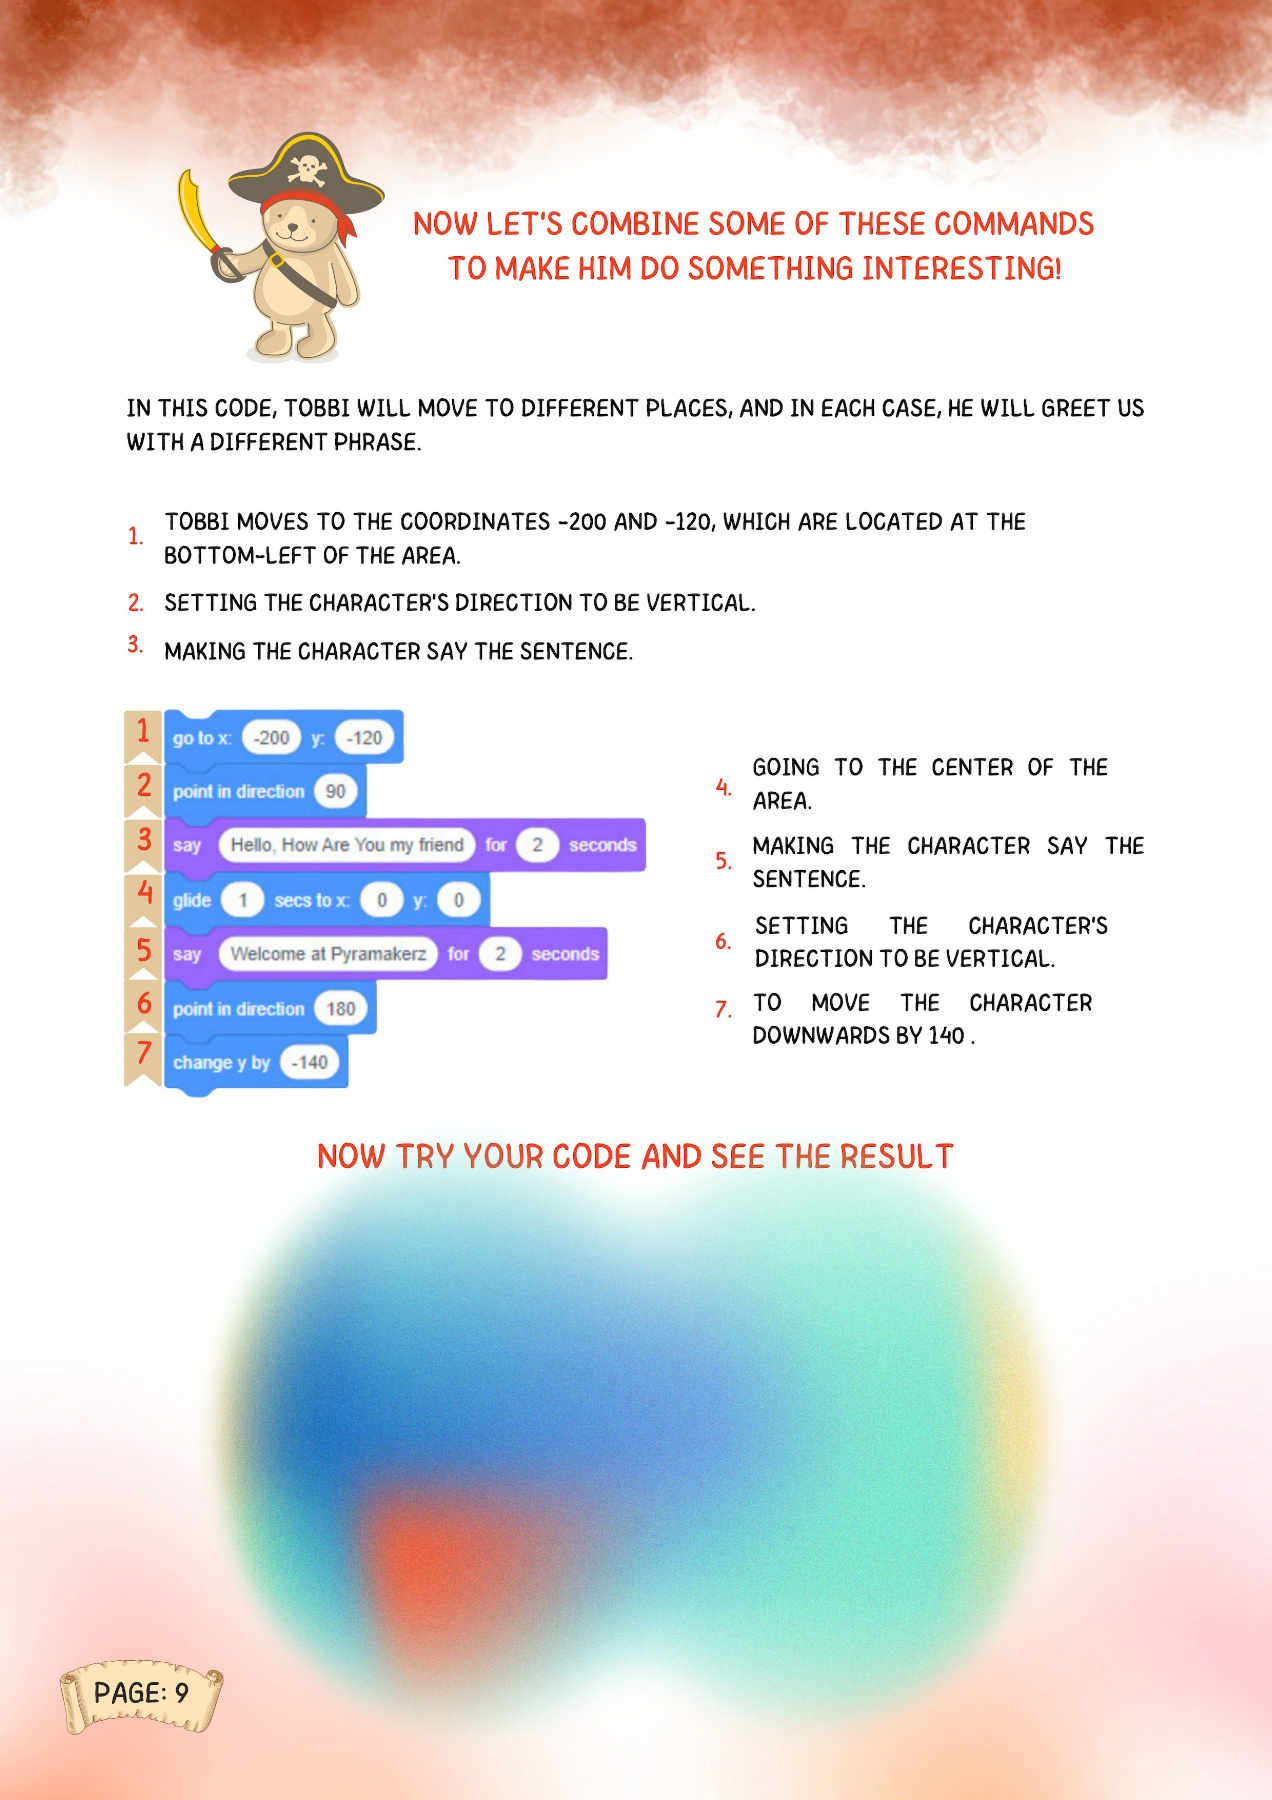 NOW LET'S COMBINE SOME OF THESE COMMANDS
TO MAKE HIM DO SOMETHING INTERESTING!
IN THIS CODE, TOBBI WILL MOVE TO DIFFERENT PLACES, AND IN EACH CASE, HE WILL GREET US
WITH A DIFFERENT PHRASE.
1. TOBBI MOVES TO THE COORDINATES -200 AND -120, WHICH ARE LOCATED AT THE
BOTTOM-LEFT OF THE AREA.
2. SETTING THE CHARACTER'S DIRECTION TO BE VERTICAL.
3. MAKING THE CHARACTER SAY THE SENTENCE.
1 go to x: -200 y: -120
2 point in direction 90
3 say Hello, How Are You my friend for 2 seconds
4 glide 1 secs to x: 0 y: 0
5 say Welcome at Pyramakerz for 2 seconds
6 point in direction 180
7 change y by -140
4. GOING TO THE CENTER OF THE
AREA.
5. MAKING THE CHARACTER SAY THE
SENTENCE.
6. SETTING THE CHARACTER'S
DIRECTION TO BE VERTICAL.
7. TO MOVE THE CHARACTER
DOWNWARDS BY 140 .
NOW TRY YOUR CODE AND SEE THE RESULT
PAGE: 9